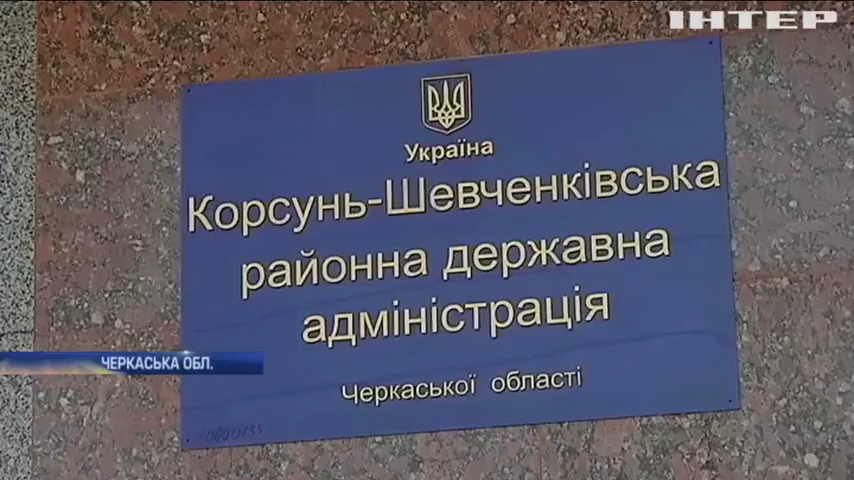 ІНТЕР
Україна
Корсунь-Шевченківська
районна державна
адміністрація
ЧЕРКАСЬКА ОБЛ.
Черкаської області